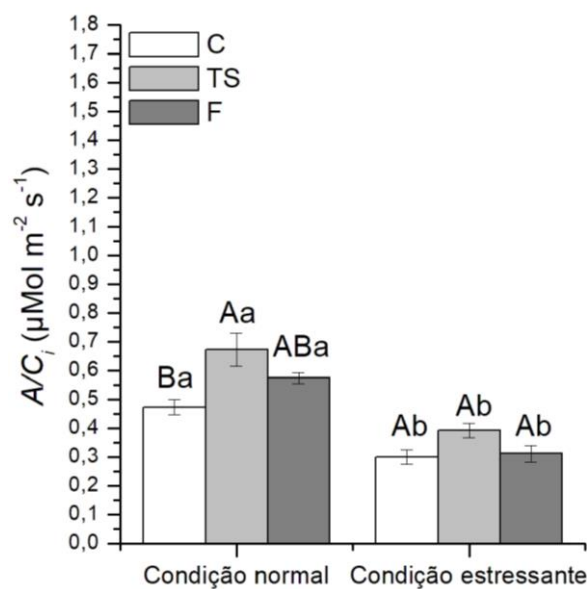 1,8
1,7
1,6
1,5
1,4
1,3
1,2
1,1
1,0
0,9
0,8
0,7
0,6
0,5
0,4
0,3
0,2
0,1
0,0
A/C_i (µMol m⁻² s⁻¹)
C
TS
F
Ba
Aa
ABa
Ab
Ab
Ab
Condição normal
Condição estressante